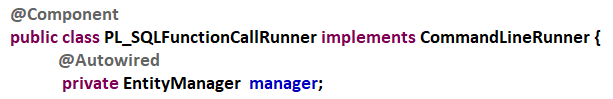 @Component
public class PL_SQLFunctionCallRunner implements CommandLineRunner {
@Autowired
private EntityManager manager;